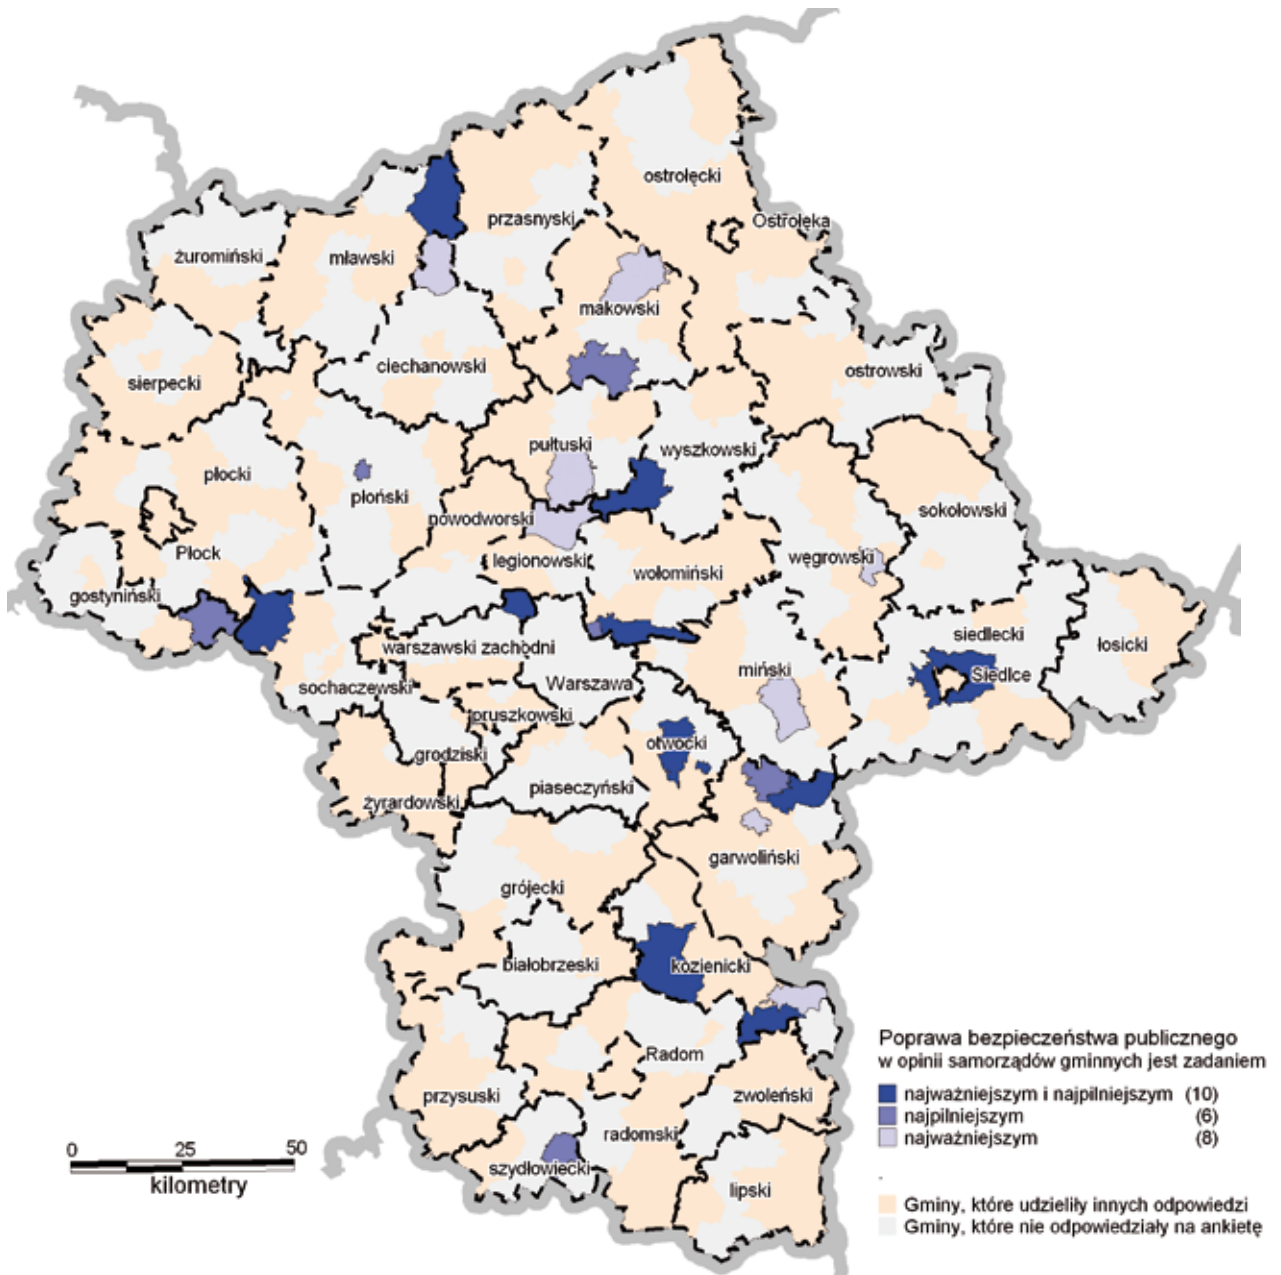 ostrołęcki
Ostrołęka
przasnyski
żuromiński
mławski
makowski
ciechanowski
ostrowski
sierpecki
pułtuski
wyszkowski
płocki
płoński
sokołowski
nowodworski
Płock
legionowski
wołomiński
węgrowski
gostyniński
siedlecki
łosicki
warszawski zachodni
miński
Siedlce
sochaczewski
Warszawa
pruszkowski
otwocki
grodziski
piaseczyński
żyrardowski
garwoliński
grójecki
białobrzeski
kozienicki
Radom
przysuski
zwoleński
radomski
szydłowiecki
lipski
0 25 50
kilometry
Poprawa bezpieczeństwa publicznego
w opinii samorządów gminnych jest zadaniem
najważniejszym i najpilniejszym (10)
najpilniejszym (6)
najważniejszym (8)
Gminy, które udzieliły innych odpowiedzi
Gminy, które nie odpowiedziały na ankietę